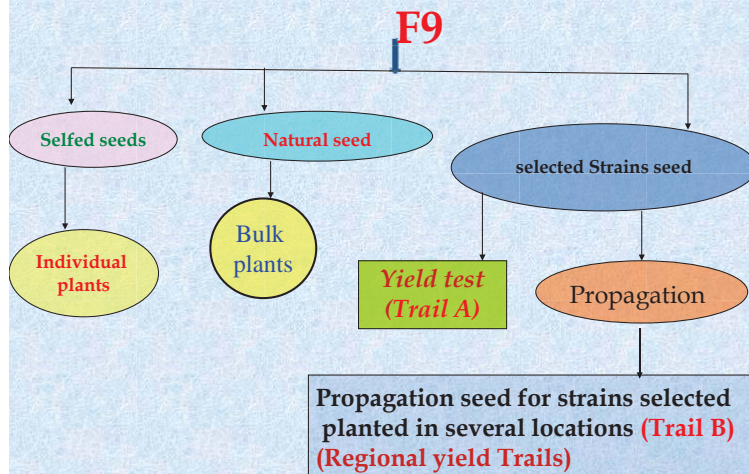 F9
Selfed seeds
Natural seed
selected Strains seed
Individual
plants
Bulk
plants
Yield test
(Trail A)
Propagation
Propagation seed for strains selected
planted in several locations (Trail B)
(Regional yield Trails)